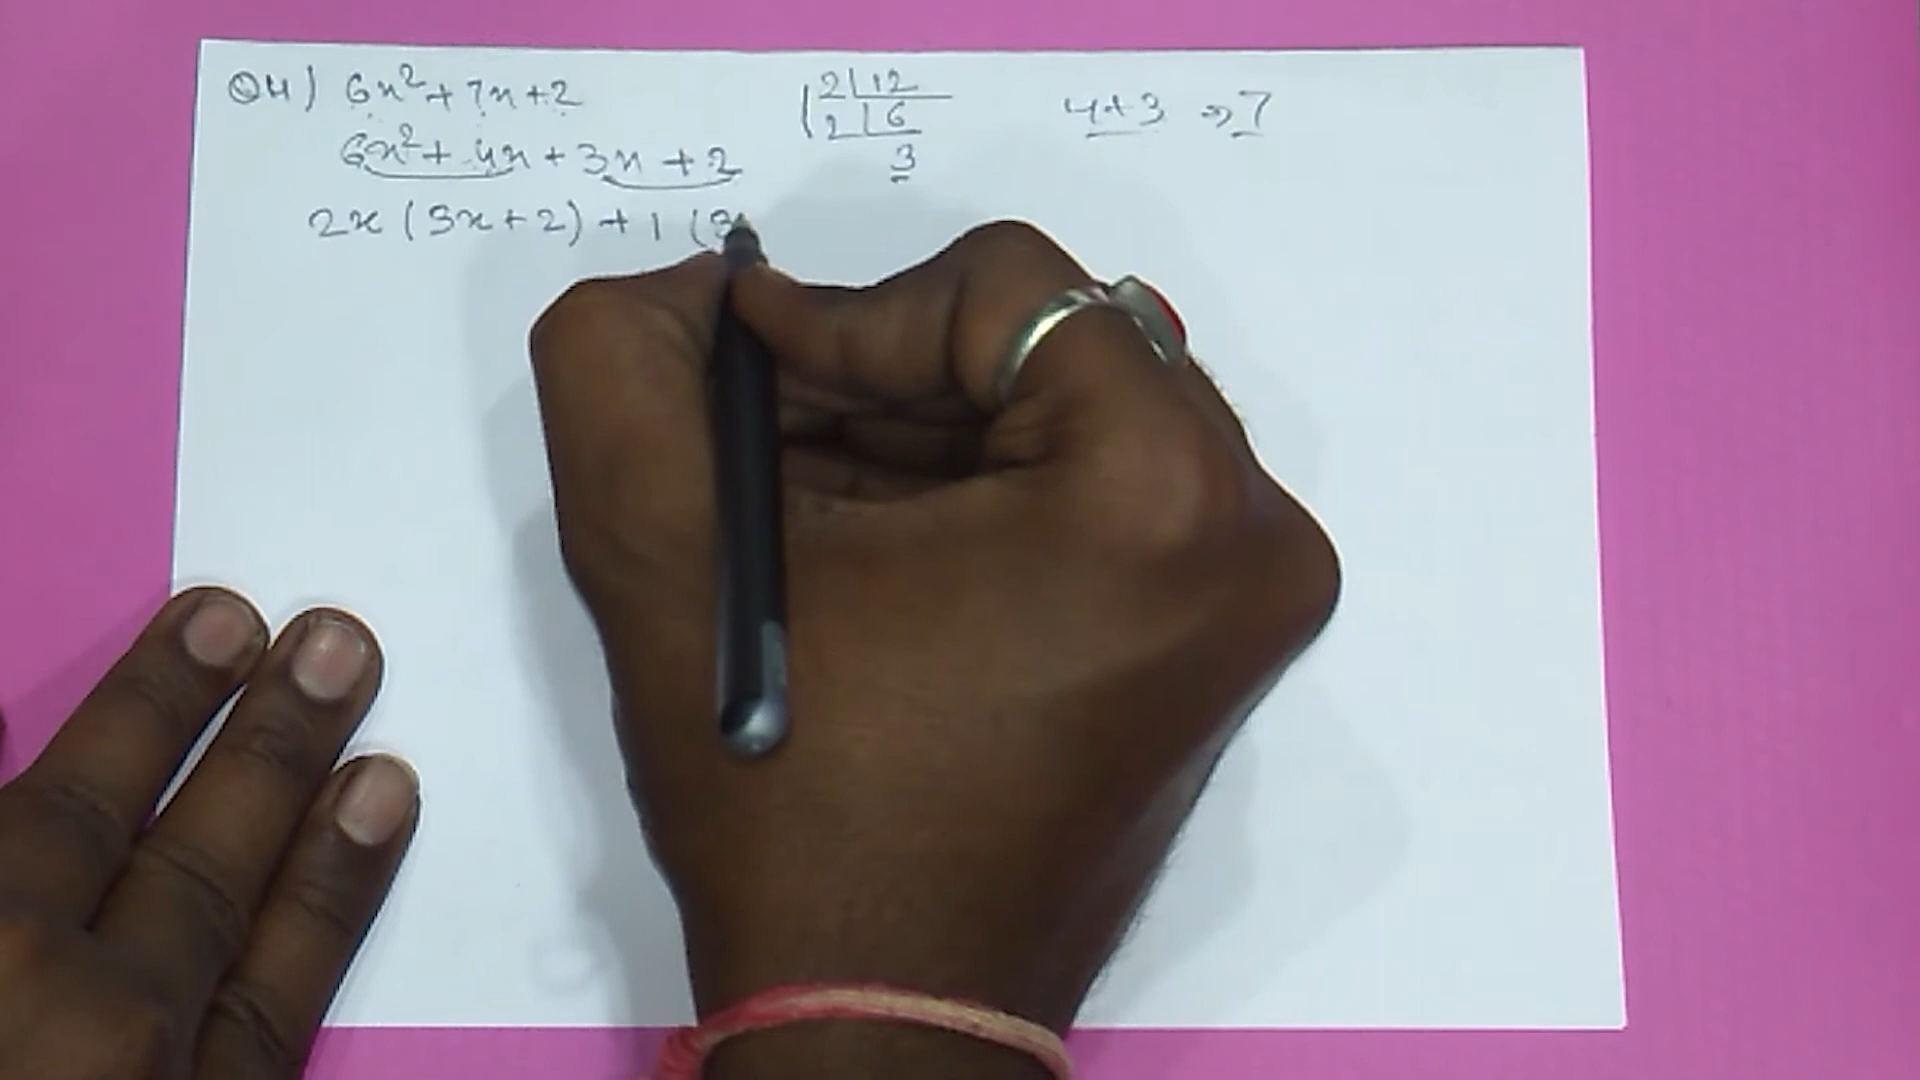 Q4) 6x²+7x+2
6x²+4x+3x+2
2x(3x+2)+1(3
2|12
2|6
3
4+3 => 7